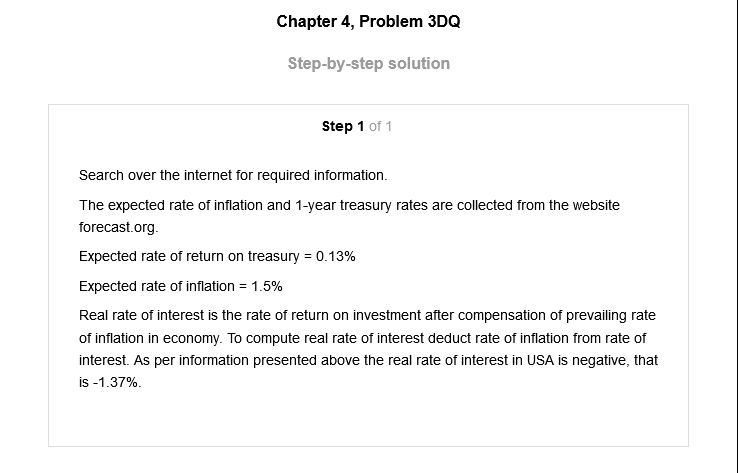 Chapter 4, Problem 3DQ
Step-by-step solution
Step 1 of 1
Search over the internet for required information.
The expected rate of inflation and 1-year treasury rates are collected from the website
forecast.org.
Expected rate of return on treasury = 0.13%
Expected rate of inflation = 1.5%
Real rate of interest is the rate of return on investment after compensation of prevailing rate
of inflation in economy. To compute real rate of interest deduct rate of inflation from rate of
interest. As per information presented above the real rate of interest in USA is negative, that
is -1.37%.